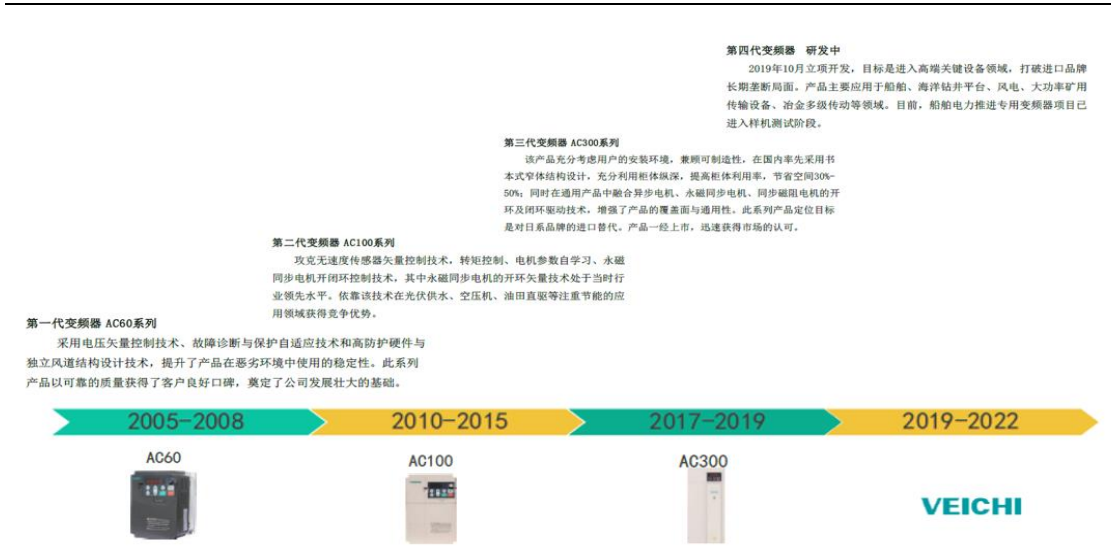 第四代变频器 研发中
2019年10月立项开发，目标是进入高端关键设备领域，打破进口品牌
长期垄断局面。产品主要应用于船舶、海洋钻井平台、风电、大功率矿用
传输设备、冶金多级传动等领域。目前，船舶电力推进专用变频器项目已
进入样机测试阶段。
第三代变频器 AC300系列
该产品充分考虑用户的安装环境，兼顾可制造性，在国内率先采用书
本式窄体结构设计，充分利用柜体纵深，提高柜体利用率，节省空间30%-
50%；同时在通用产品中融合异步电机、永磁同步电机、同步磁阻电机的开
环及闭环驱动技术，增强了产品的覆盖面与通用性。此系列产品定位目标
是对日系品牌的进口替代。产品一经上市，迅速获得市场的认可。
第二代变频器 AC100系列
攻克无速度传感器矢量控制技术，转矩控制、电机参数自学习、永磁
同步电机开闭环控制技术，其中永磁同步电机的开环矢量技术处于当时行
业领先水平。依靠该技术在光伏供水、空压机、油田直驱等注重节能的应
用领域获得竞争优势。
第一代变频器 AC60系列
采用电压矢量控制技术、故障诊断与保护自适应技术和高防护硬件与
独立风道结构设计技术，提升了产品在恶劣环境中使用的稳定性。此系列
产品以可靠的质量获得了客户良好口碑，奠定了公司发展壮大的基础。
2005-2008
2010-2015
2017-2019
2019-2022
AC60
AC100
AC300
VEICHI